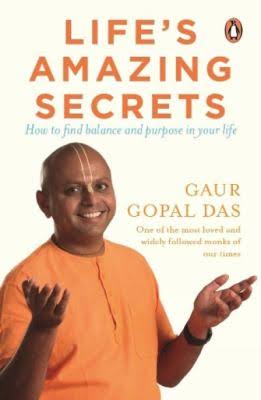 LIFE'S
AMAZING
SECRETS
How to find balance and purpose in your life
GAUR
GOPAL DAS
One of the most loved and
widely followed monks of
our times